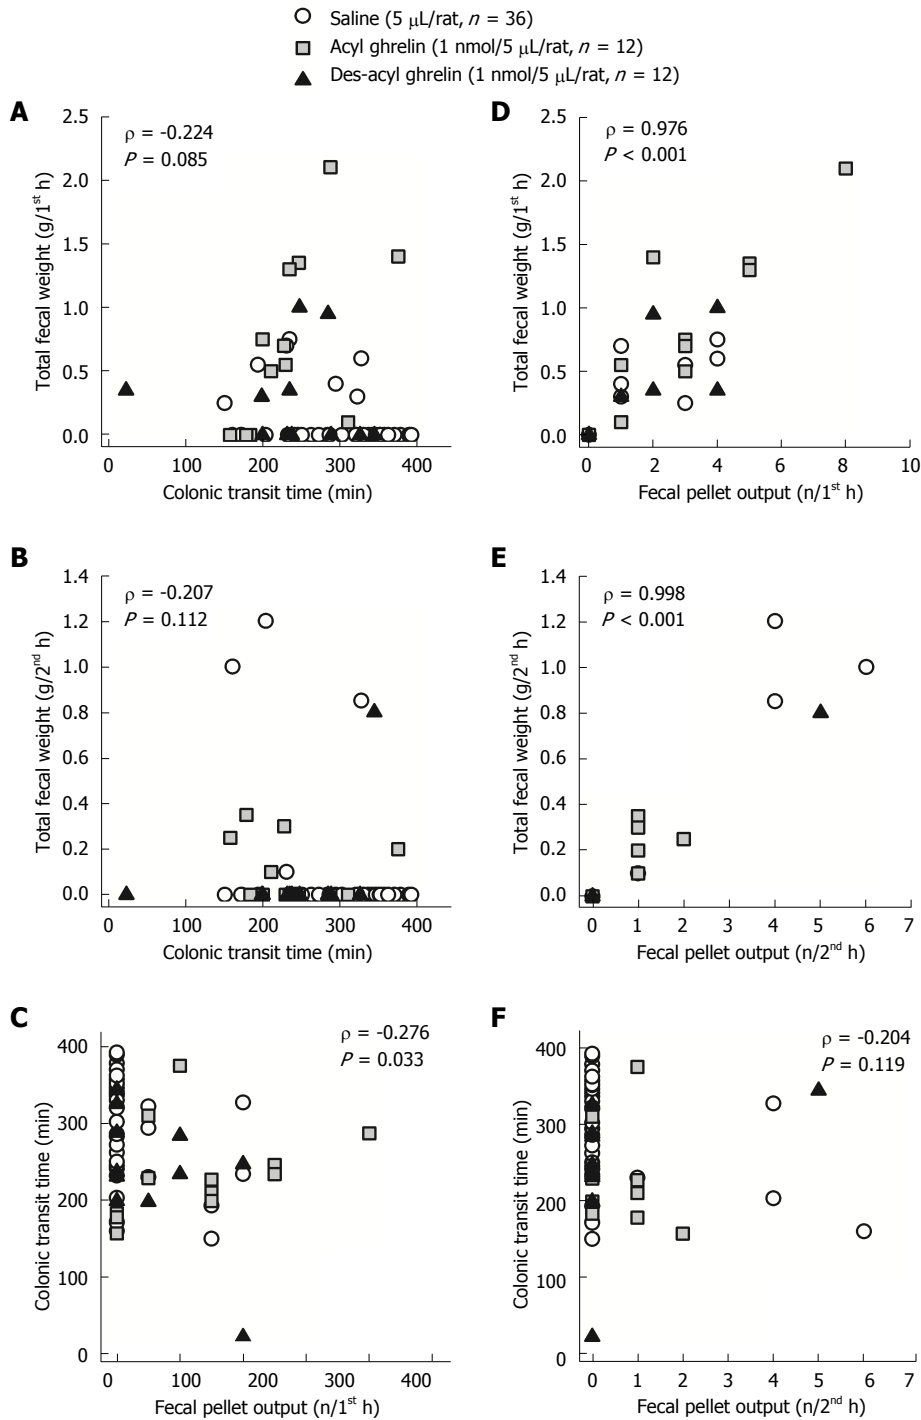 Saline (5 μL/rat, n = 36)
Acyl ghrelin (1 nmol/5 μL/rat, n = 12)
Des-acyl ghrelin (1 nmol/5 μL/rat, n = 12)
A
ρ = -0.224
P = 0.085
Total fecal weight (g/1st h)
2.5
2.0
1.5
1.0
0.5
0.0
0 200 300 400
Colonic transit time (min)
D
ρ = 0.976
P < 0.001
Total fecal weight (g/1st h)
2.5
2.0
1.5
1.0
0.5
0.0
0 2 4 6 8 10
Fecal pellet output (n/1st h)
B
ρ = -0.207
P = 0.112
Total fecal weight (g/2nd h)
1.4
1.2
1.0
0.8
0.6
0.4
0.2
0.0
0 100 200 300 400
Colonic transit time (min)
E
ρ = 0.998
P < 0.001
Total fecal weight (g/2nd h)
1.4
1.2
1.0
0.8
0.6
0.4
0.2
0.0
0 1 2 3 4 5 6 7
Fecal pellet output (n/2nd h)
C
ρ = -0.276
P = 0.033
Colonic transit time (min)
400
300
200
100
0
0 100 200 200 300 400
Fecal pellet output (n/1st h)
F
ρ = -0.204
P = 0.119
Colonic transit time (min)
400
300
200
100
0
0 1 2 3 4 5 6 7
Fecal pellet output (n/2nd h)